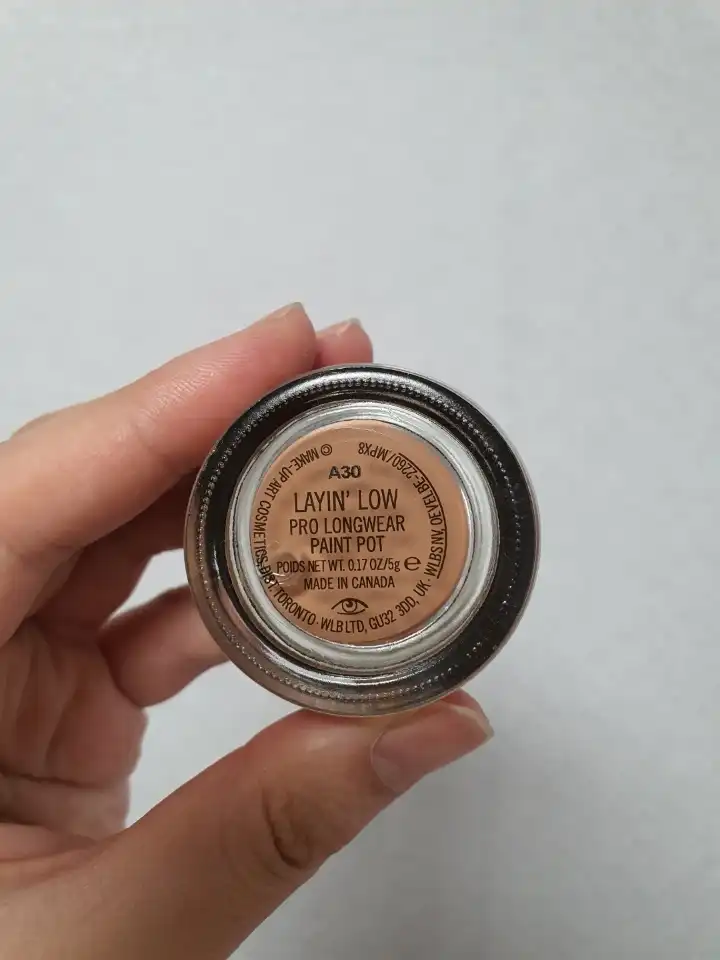 A30
LAYIN' LOW
PRO LONGWEAR
PAINT POT
POIDS NET WT. 0.17 OZ/5g ℮
MADE IN CANADA
© MAKE-UP ART COSMETICS, DIST. TORONTO · WLB LTD, GU32 3DD, UK · WLBS NV, OEVEL BE-2260/MPX8